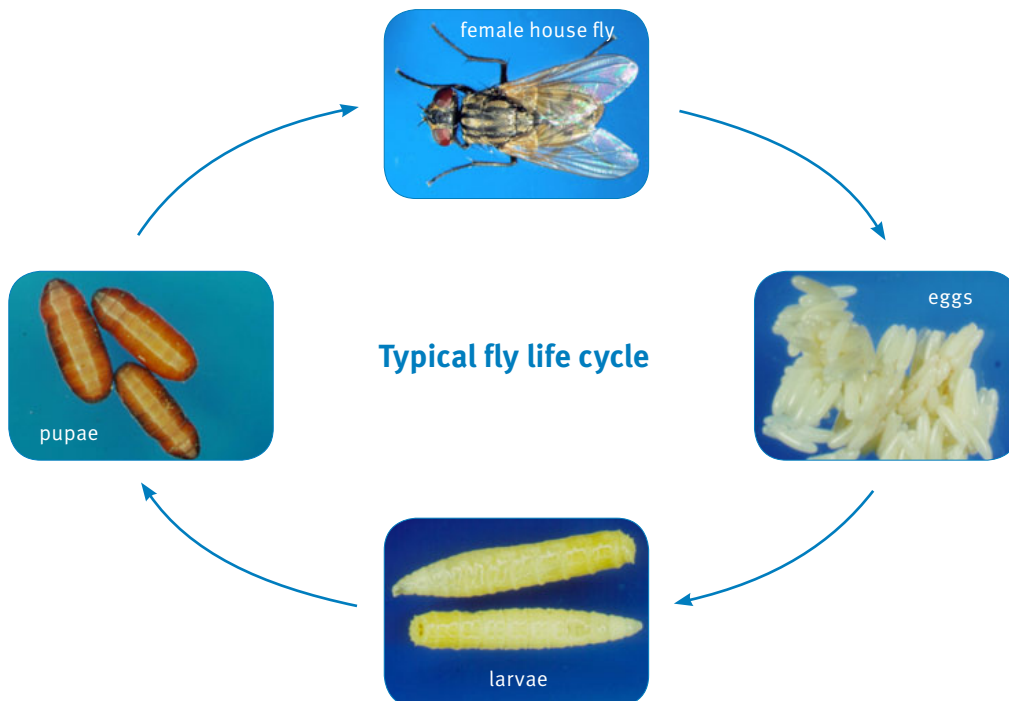 female house fly
eggs
Typical fly life cycle
pupae
larvae